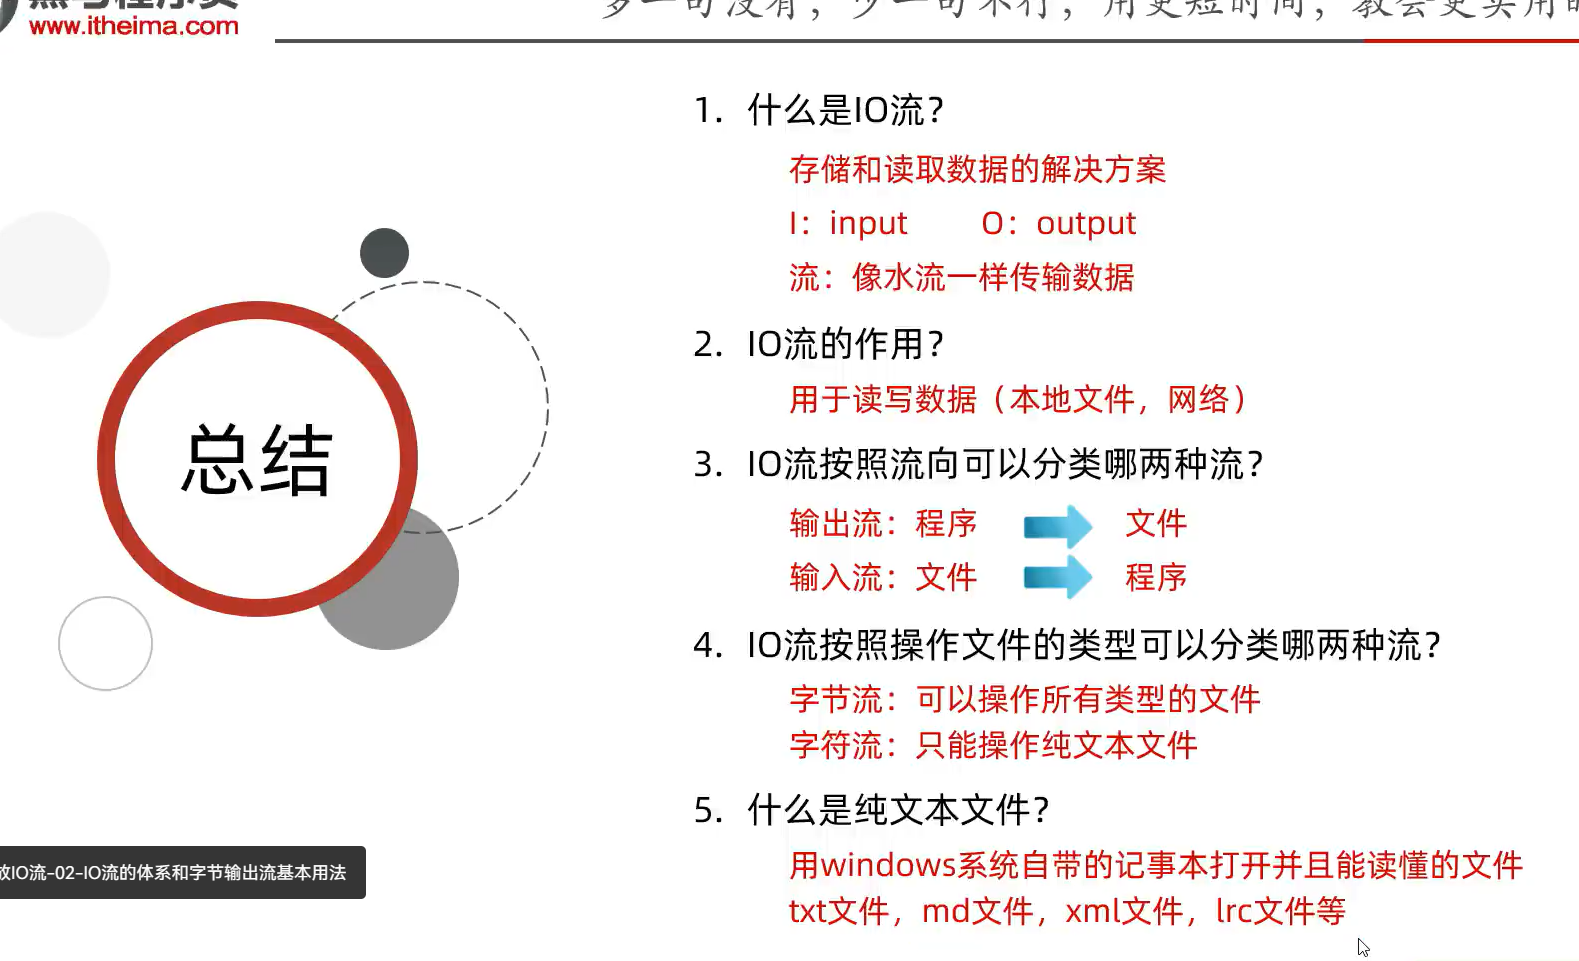 www.itheima.com
1. 什么是IO流？
存储和读取数据的解决方案
I：input O：output
流：像水流一样传输数据
2. IO流的作用？
用于读写数据（本地文件，网络）
3. IO流按照流向可以分类哪两种流？
输出流：程序 文件
输入流：文件 程序
4. IO流按照操作文件的类型可以分类哪两种流？
字节流：可以操作所有类型的文件
字符流：只能操作纯文本文件
5. 什么是纯文本文件？
用windows系统自带的记事本打开并且能读懂的文件
txt文件，md文件，xml文件，lrc文件等
总结
IO流-02-IO流的体系和字节输出流基本用法